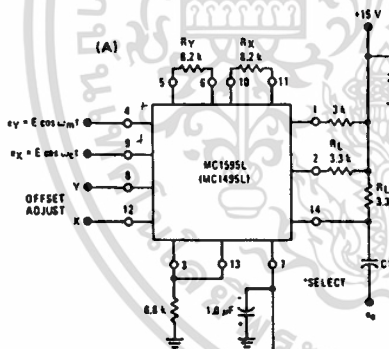 +15 V
(A)
RY
8.2 k
RX
8.2 k
5
6
10
11
eY = E cos ωmt
4
1
3 k
eX = E cos ωct
9
MC1595L
(MC1495L)
2
RL
3.3 k
OFFSET
ADJUST
Y
8
X
12
14
RL
3.3
3
13
7
*SELECT
C
6.8 k
1.0 µF
eo